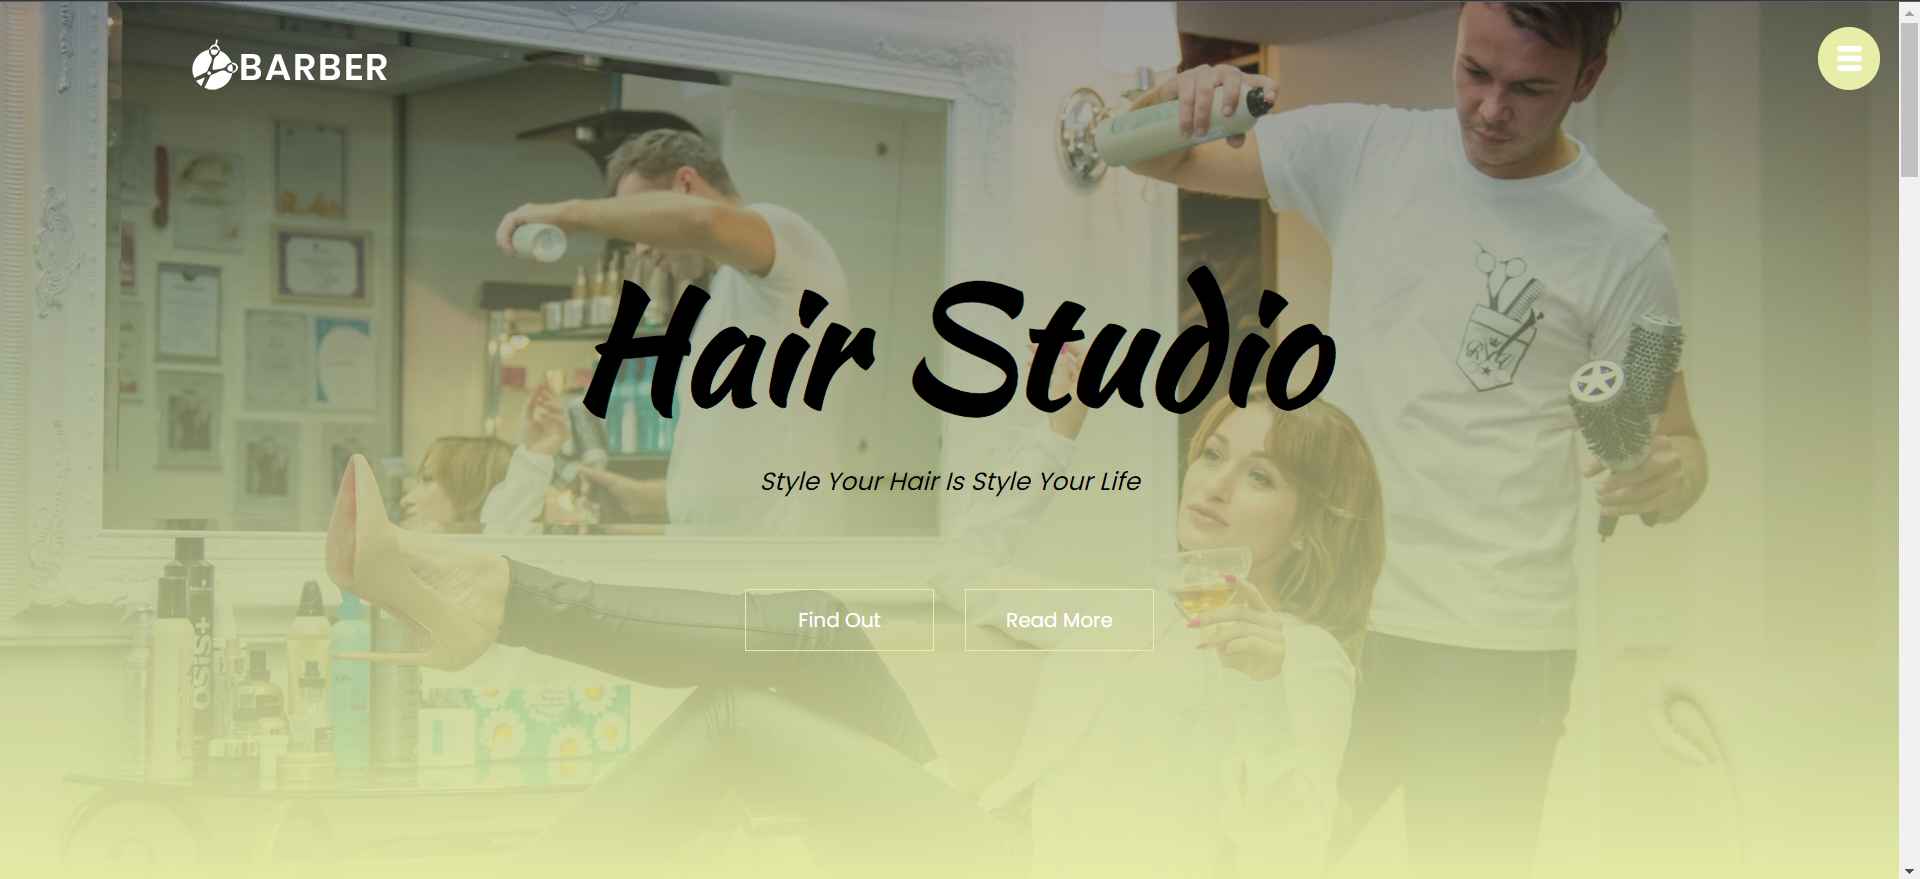 BARBER
Hair Studio
Style Your Hair Is Style Your Life
Find Out
Read More
OSIS+